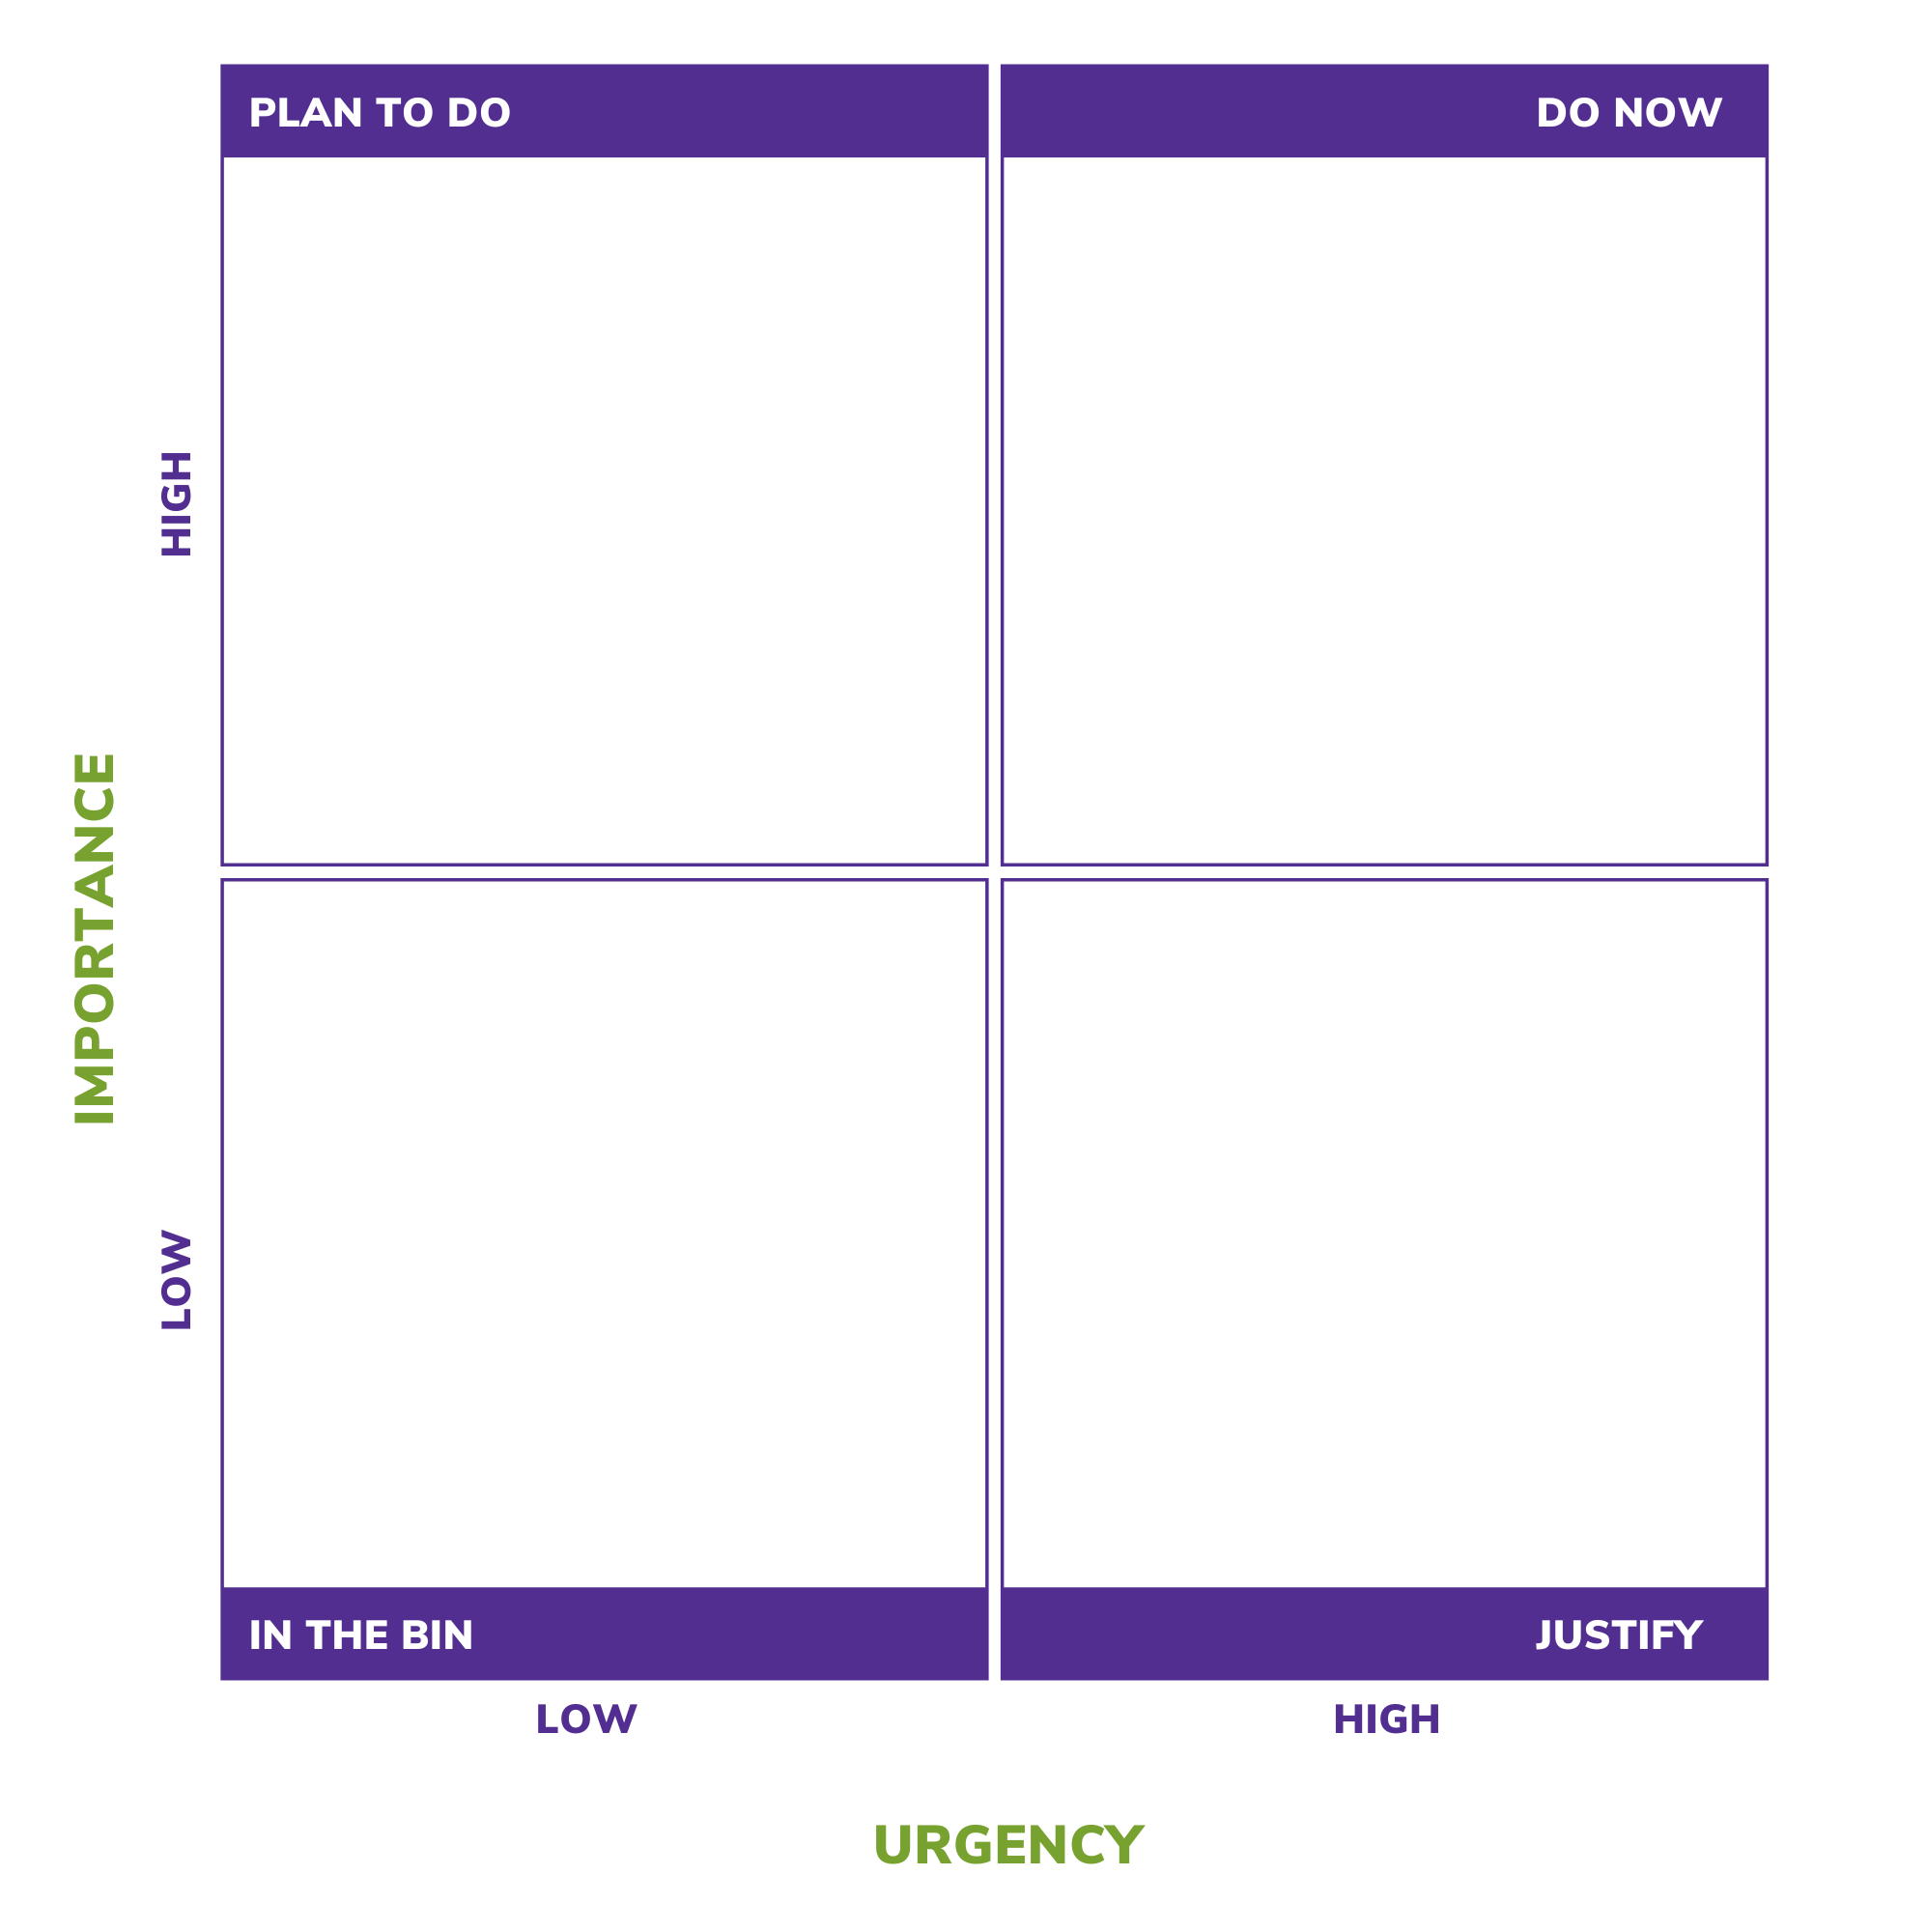 PLAN TO DO
DO NOW
HIGH
IMPORTANCE
LOW
IN THE BIN
JUSTIFY
LOW
HIGH
URGENCY